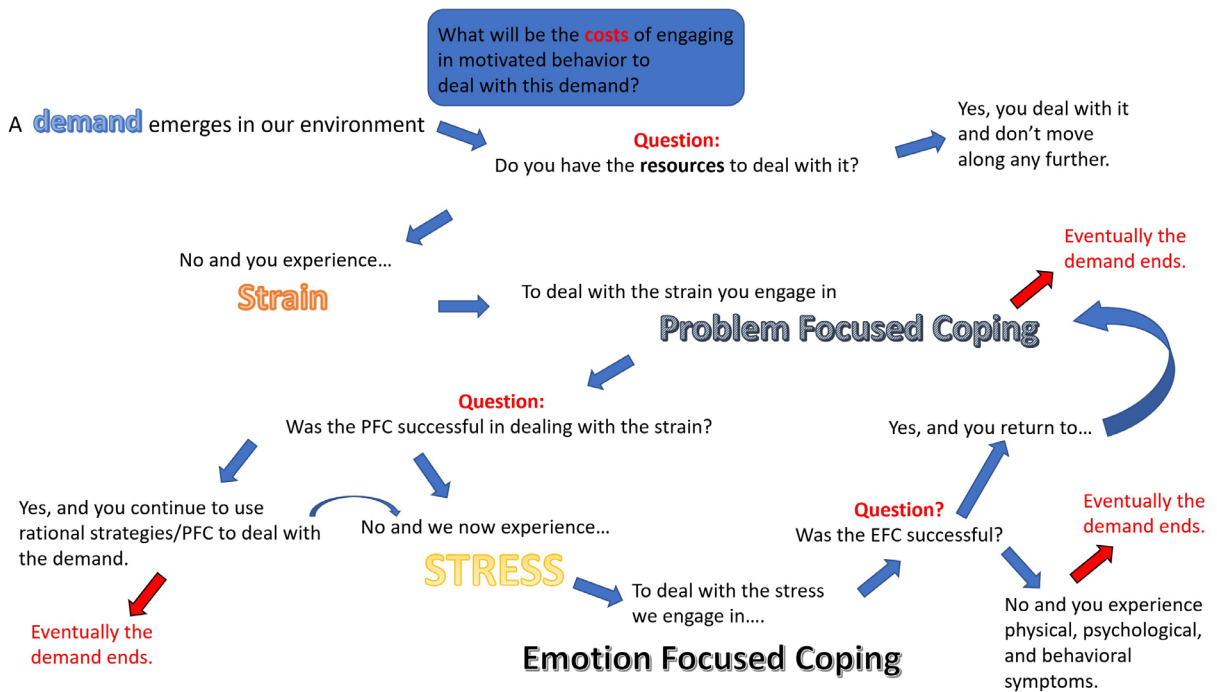 What will be the costs of engaging
in motivated behavior to
deal with this demand?
A demand emerges in our environment
Question:
Do you have the resources to deal with it?
Yes, you deal with it
and don't move
along any further.
No and you experience...
Strain
To deal with the strain you engage in
Problem Focused Coping
Eventually the
demand ends.
Question:
Was the PFC successful in dealing with the strain?
Yes, and you return to...
Yes, and you continue to use
rational strategies/PFC to deal with
the demand.
Eventually the
demand ends.
No and we now experience...
STRESS
To deal with the stress
we engage in....
Emotion Focused Coping
Question?
Was the EFC successful?
Eventually the
demand ends.
No and you experience
physical, psychological,
and behavioral
symptoms.